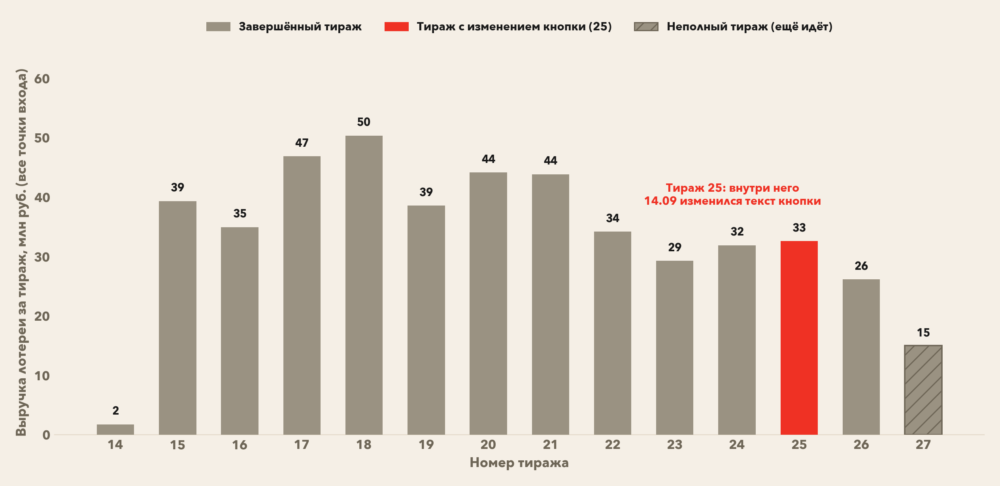 Завершённый тираж
Тираж с изменением кнопки (25)
Неполный тираж (ещё идёт)
Выручка лотереи за тираж, млн руб. (все точки входа)
60
50
40
30
20
10
0
2
39
35
47
50
39
44
44
34
29
32
33
26
15
Тираж 25: внутри него
14.09 изменился текст кнопки
14 15 16 17 18 19 20 21 22 23 24 25 26 27
Номер тиража